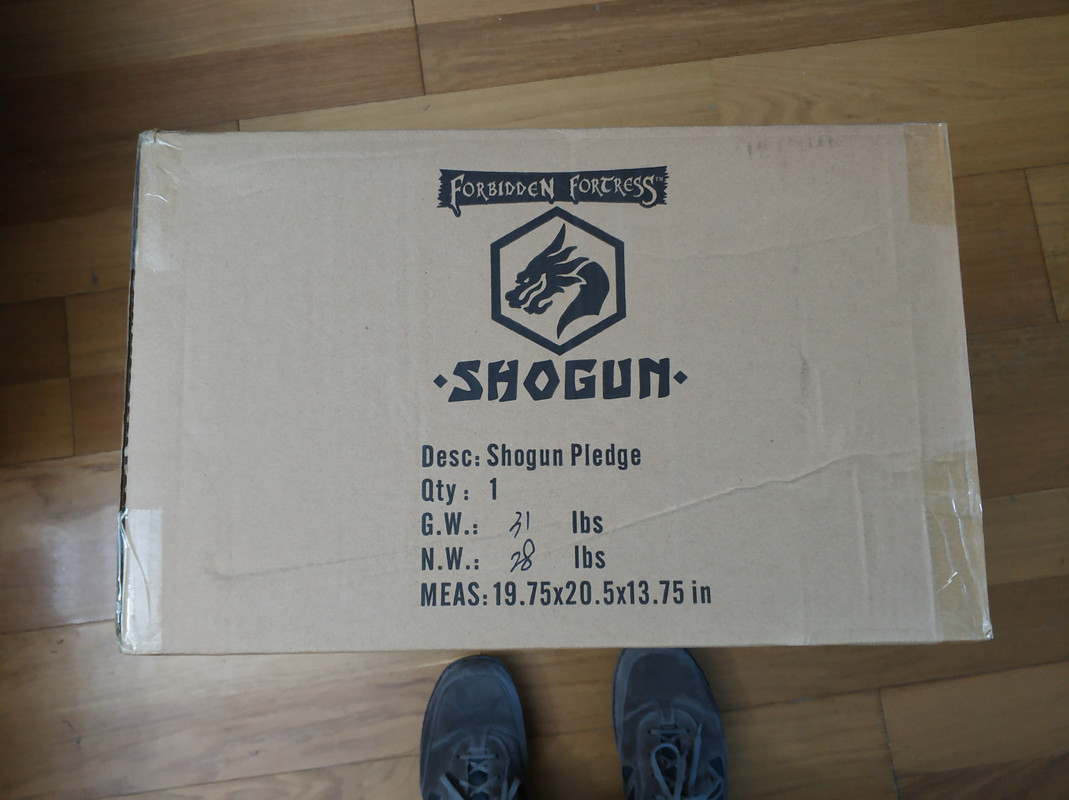 FORBIDDEN FORTRESS™
·SHOGUN·
Desc: Shogun Pledge
Qty : 1
G.W.: 31 lbs
N.W.: 28 lbs
MEAS: 19.75x20.5x13.75 in